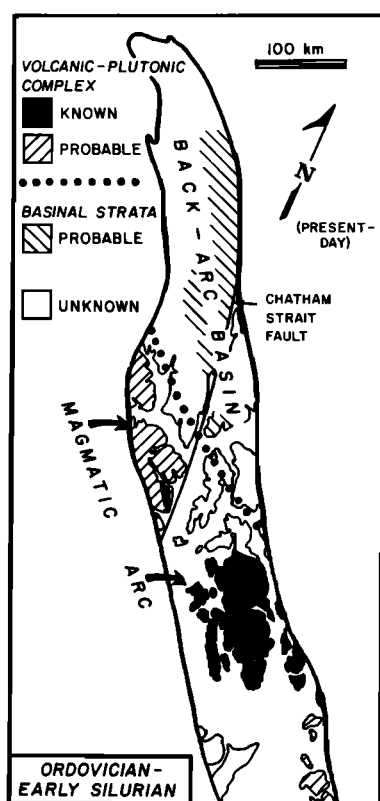 VOLCANIC-PLUTONIC
COMPLEX
KNOWN
PROBABLE
BASINAL STRATA
PROBABLE
UNKNOWN
100 km
N
(PRESENT-
DAY)
BACK-ARC BASIN
CHATHAM
STRAIT
FAULT
MAGMATIC
ARC
ORDOVICIAN-
EARLY SILURIAN